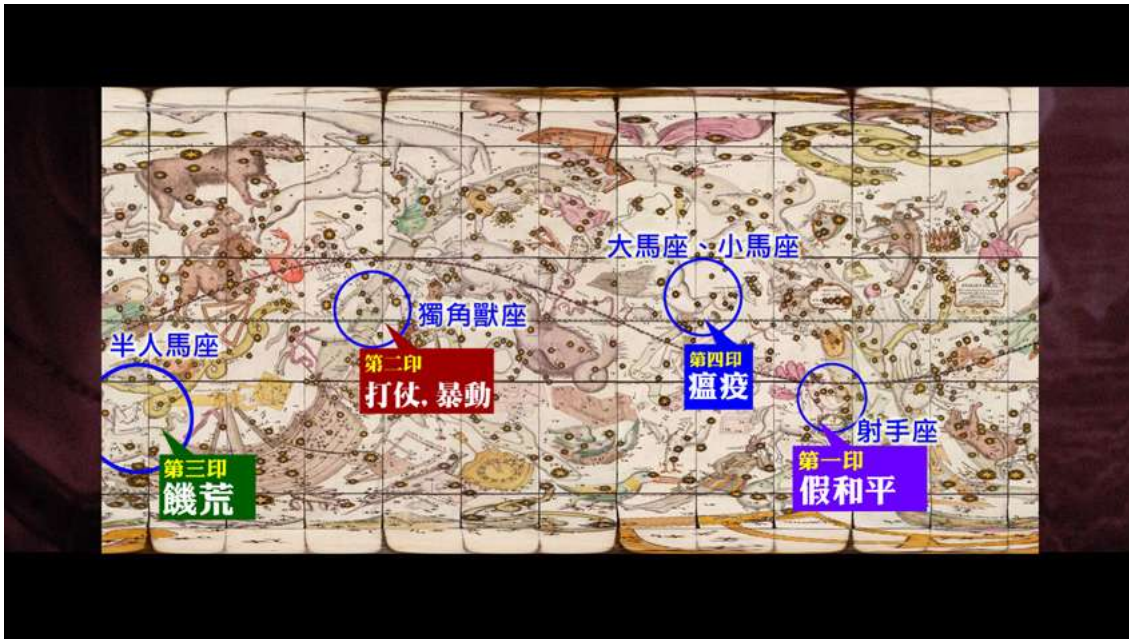 大馬座、小馬座
獨角獸座
半人馬座
第二印
打仗,暴動
第四印
瘟疫
射手座
第三印
饑荒
第一印
假和平